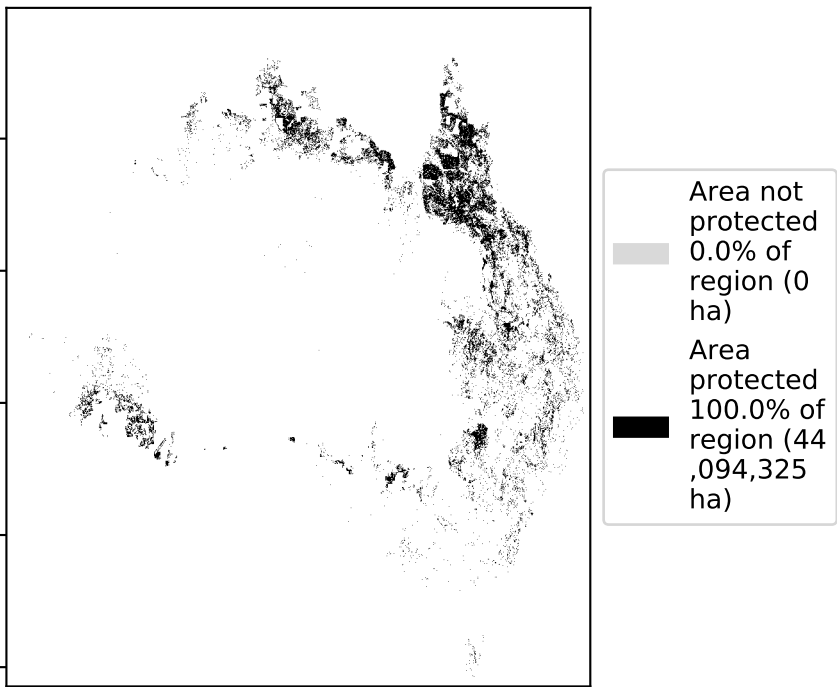 Area not
protected
0.0% of
region (0
ha)
Area
protected
100.0% of
region (44
,094,325
ha)